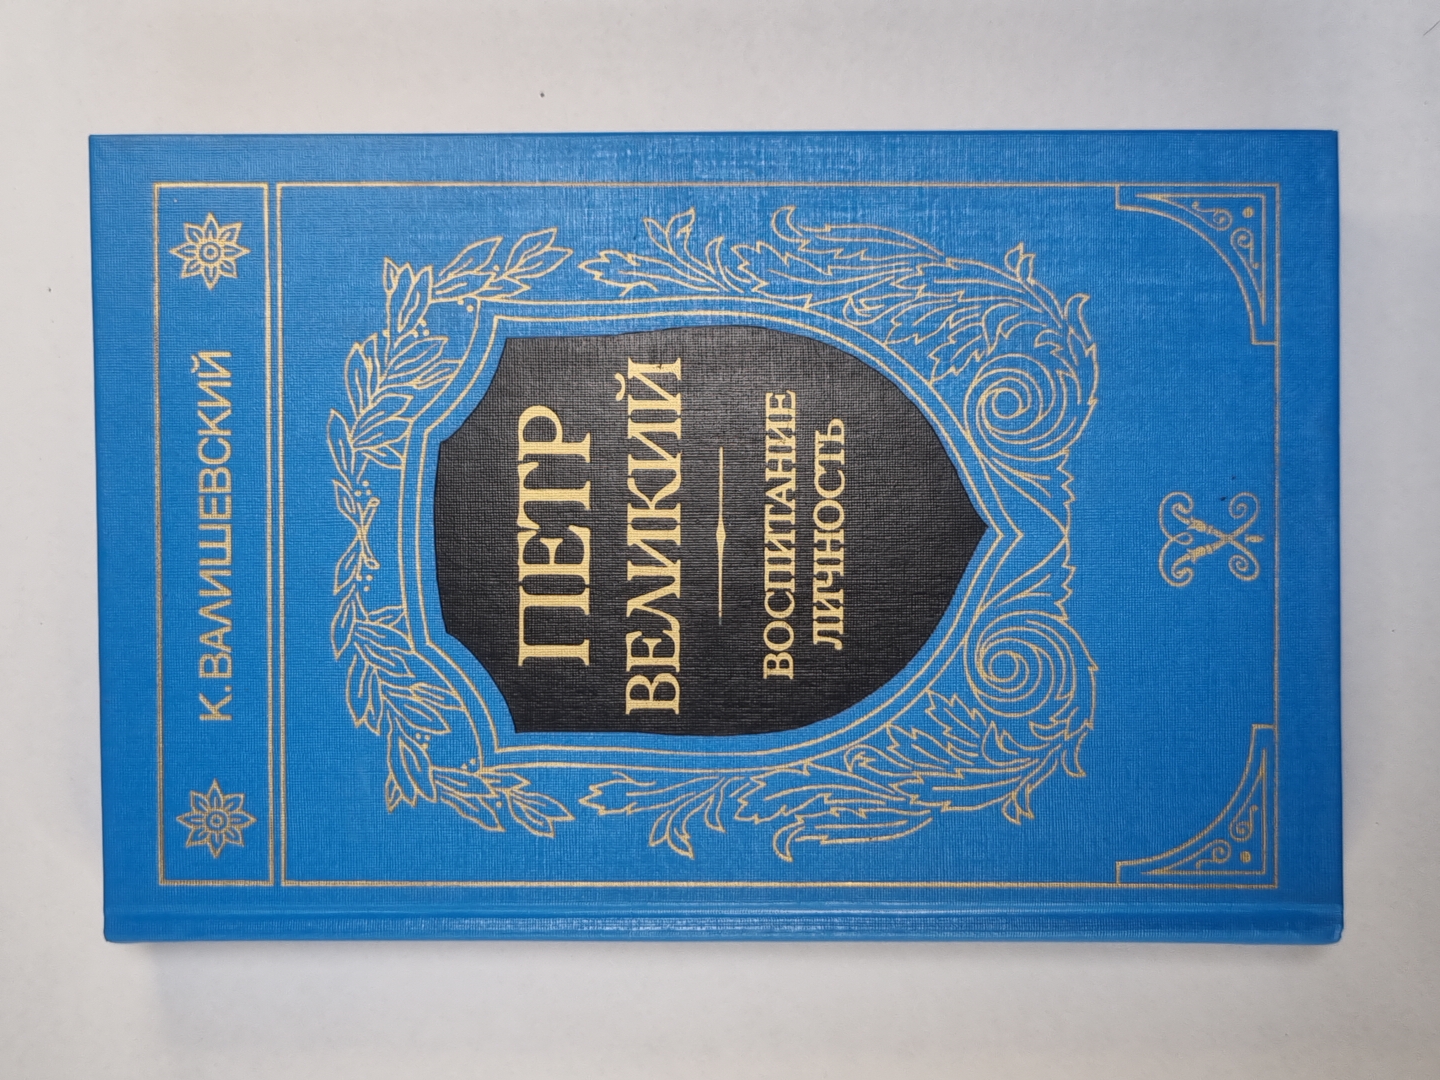 К. ВАЛИШЕВСКИЙ
ПЕТР
ВЕЛИКИЙ
ВОСПИТАНИЕ
ЛИЧНОСТЬ